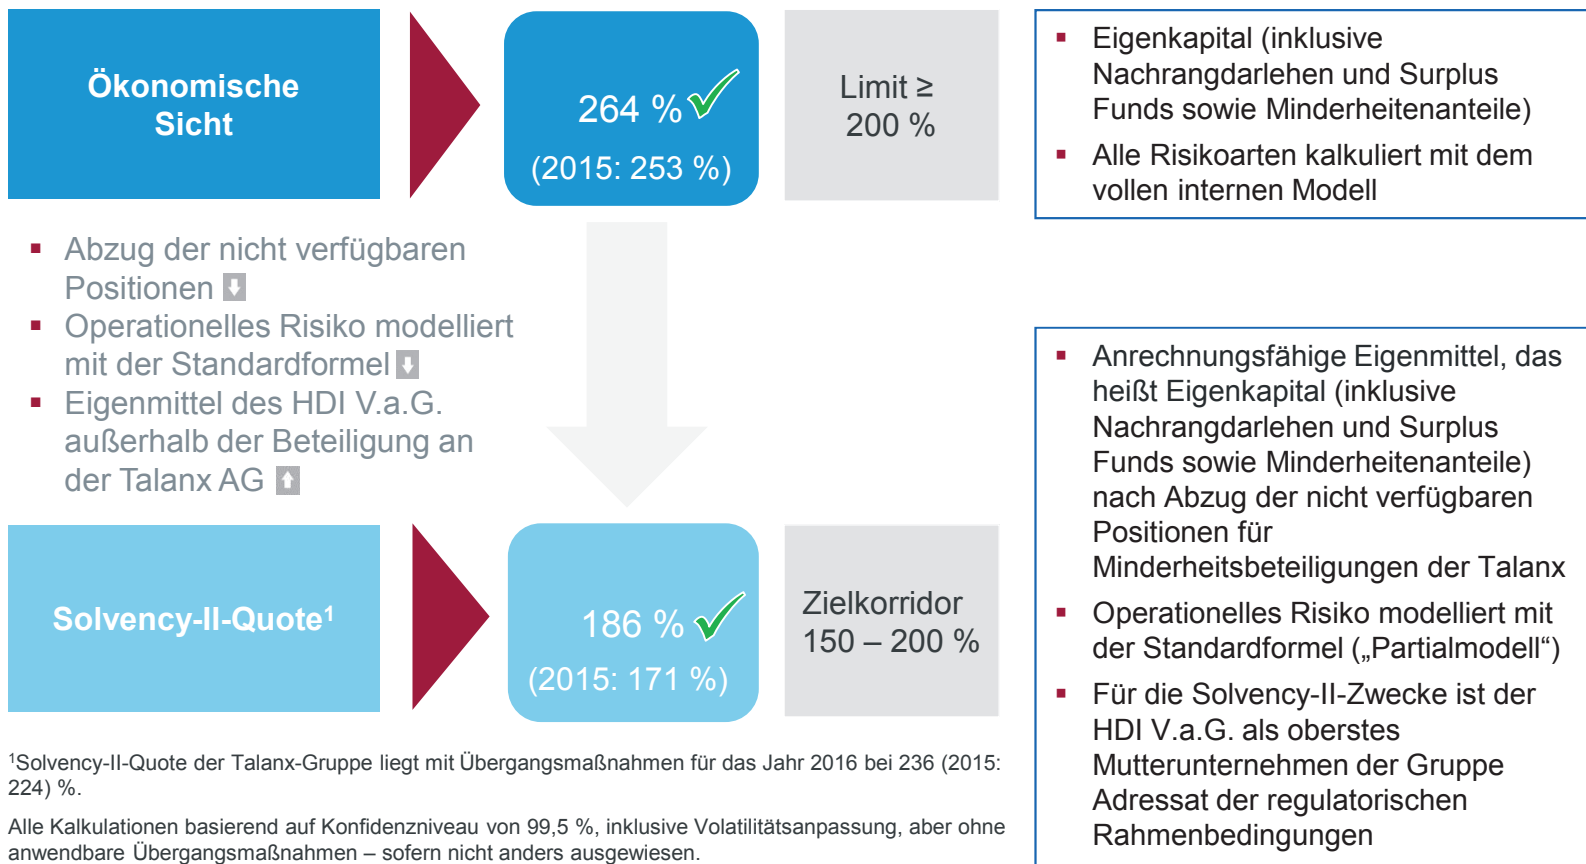 Ökonomische
Sicht
264 %
(2015: 253 %)
Limit ≥
200 %
▪ Eigenkapital (inklusive
Nachrangdarlehen und Surplus
Funds sowie Minderheitenanteile)
▪ Alle Risikoarten kalkuliert mit dem
vollen internen Modell
▪ Abzug der nicht verfügbaren
Positionen
▪ Operationelles Risiko modelliert
mit der Standardformel
▪ Eigenmittel des HDI V.a.G.
außerhalb der Beteiligung an
der Talanx AG
Solvency-II-Quote¹
186 %
(2015: 171 %)
Zielkorridor
150 – 200 %
▪ Anrechnungsfähige Eigenmittel, das
heißt Eigenkapital (inklusive
Nachrangdarlehen und Surplus
Funds sowie Minderheitenanteile)
nach Abzug der nicht verfügbaren
Positionen für
Minderheitsbeteiligungen der Talanx
▪ Operationelles Risiko modelliert mit
der Standardformel („Partialmodell“)
▪ Für die Solvency-II-Zwecke ist der
HDI V.a.G. als oberstes
Mutterunternehmen der Gruppe
Adressat der regulatorischen
Rahmenbedingungen
¹Solvency-II-Quote der Talanx-Gruppe liegt mit Übergangsmaßnahmen für das Jahr 2016 bei 236 (2015:
224) %.
Alle Kalkulationen basierend auf Konfidenzniveau von 99,5 %, inklusive Volatilitätsanpassung, aber ohne
anwendbare Übergangsmaßnahmen – sofern nicht anders ausgewiesen.